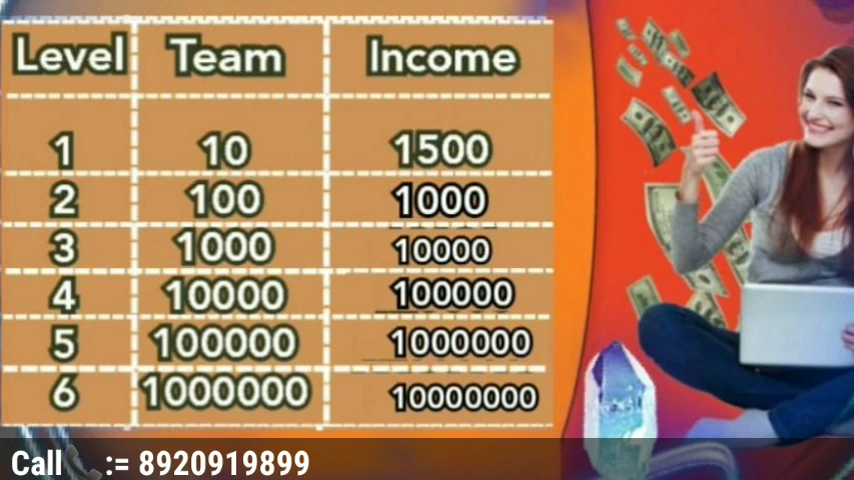 Level Team Income
1 10 1500
2 100 1000
3 1000 10000
4 10000 100000
5 100000 1000000
6 1000000 10000000
Call 📞 := 8920919899